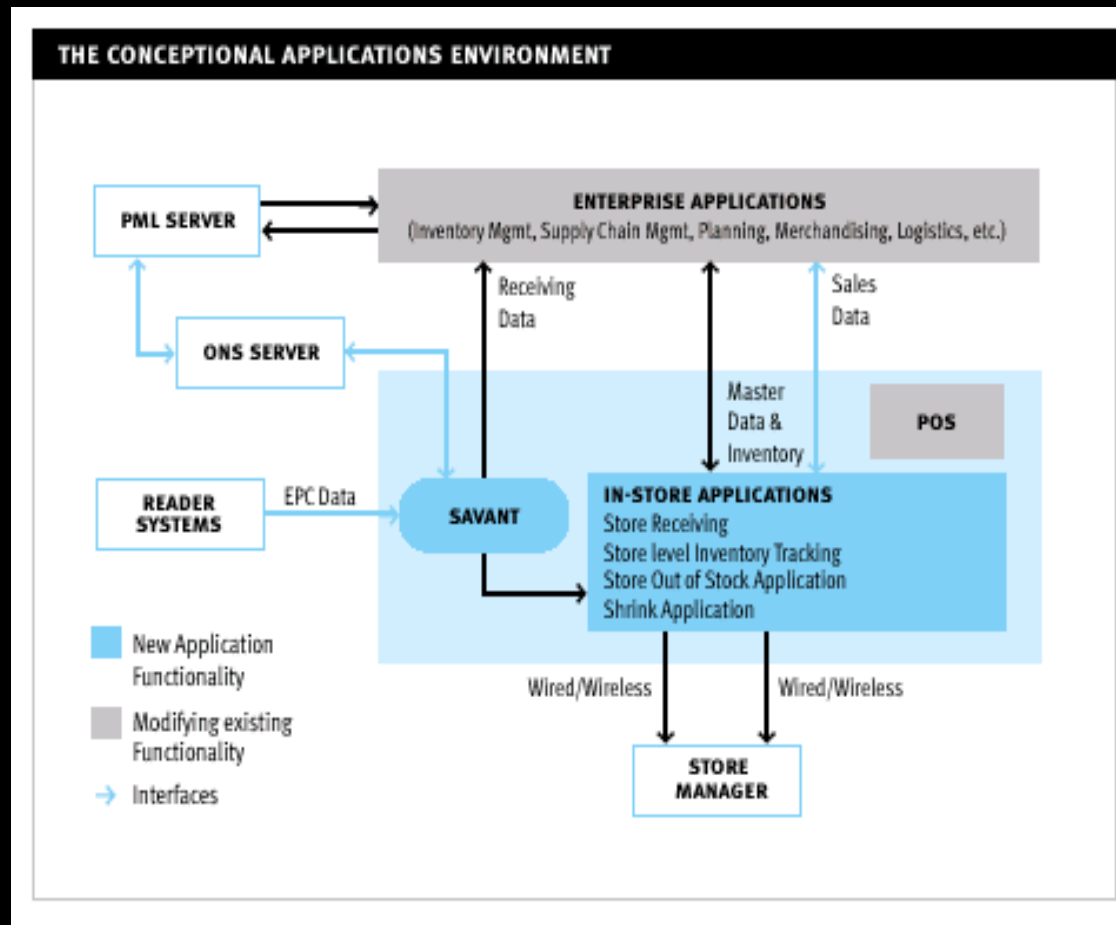 THE CONCEPTIONAL APPLICATIONS ENVIRONMENT
PML SERVER
ENTERPRISE APPLICATIONS
(Inventory Mgmt, Supply Chain Mgmt, Planning, Merchandising, Logistics, etc.)
Receiving
Data
Sales
Data
ONS SERVER
Master
Data &
Inventory
POS
READER
SYSTEMS
EPC Data
SAVANT
IN-STORE APPLICATIONS
Store Receiving
Store level Inventory Tracking
Store Out of Stock Application
Shrink Application
New Application
Functionality
Modifying existing
Functionality
Interfaces
Wired/Wireless
Wired/Wireless
STORE
MANAGER